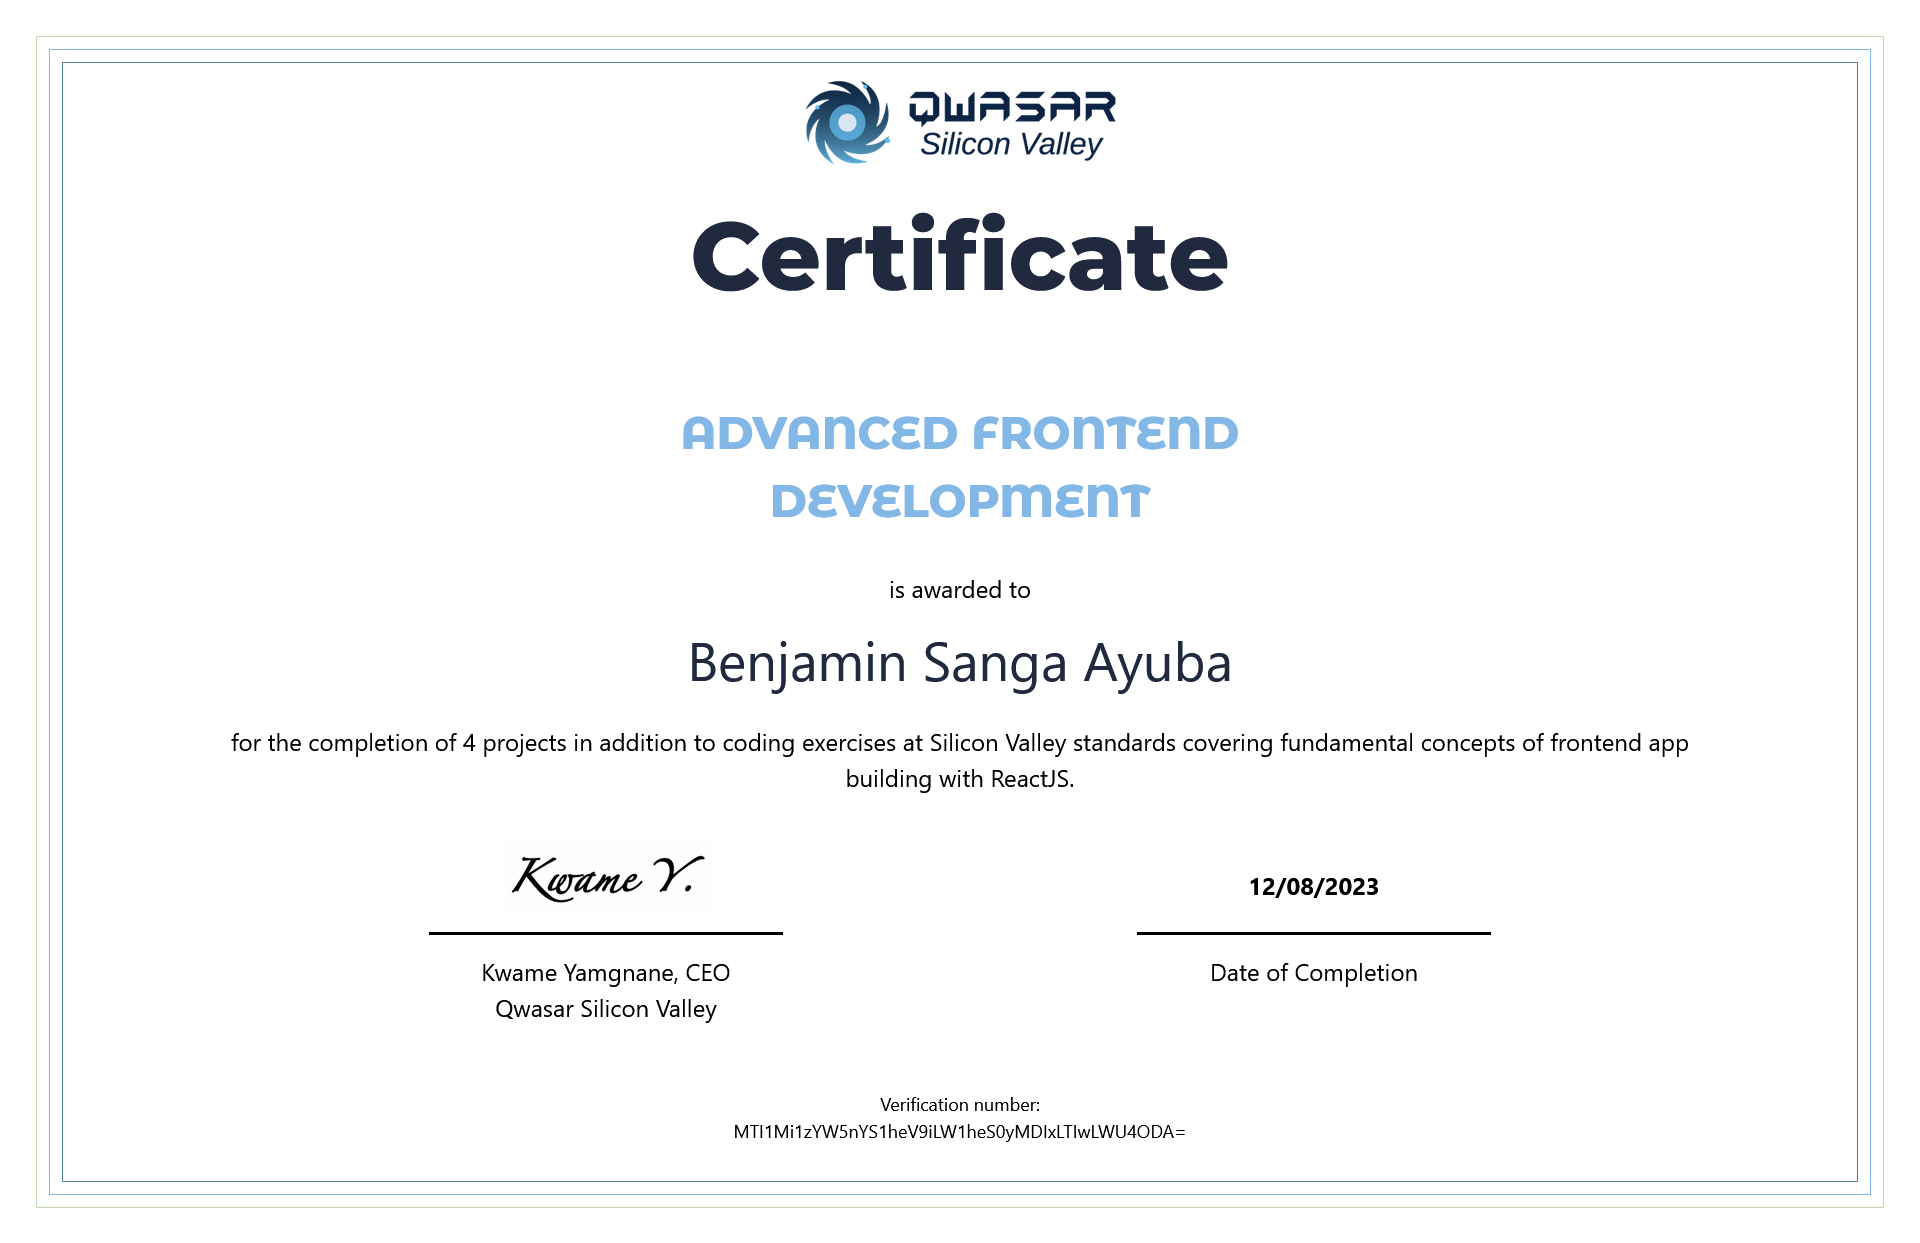 QWASAR
Silicon Valley
Certificate
ADVANCED FRONTEND
DEVELOPMENT
is awarded to
Benjamin Sanga Ayuba
for the completion of 4 projects in addition to coding exercises at Silicon Valley standards covering fundamental concepts of frontend app
building with ReactJS.
Kwame Y.
12/08/2023
Kwame Yamgnane, CEO
Date of Completion
Qwasar Silicon Valley
Verification number:
MTI1Mi1zYW5nYS1heV9iLW1heS0yMDIxLTIwLWU4ODA=